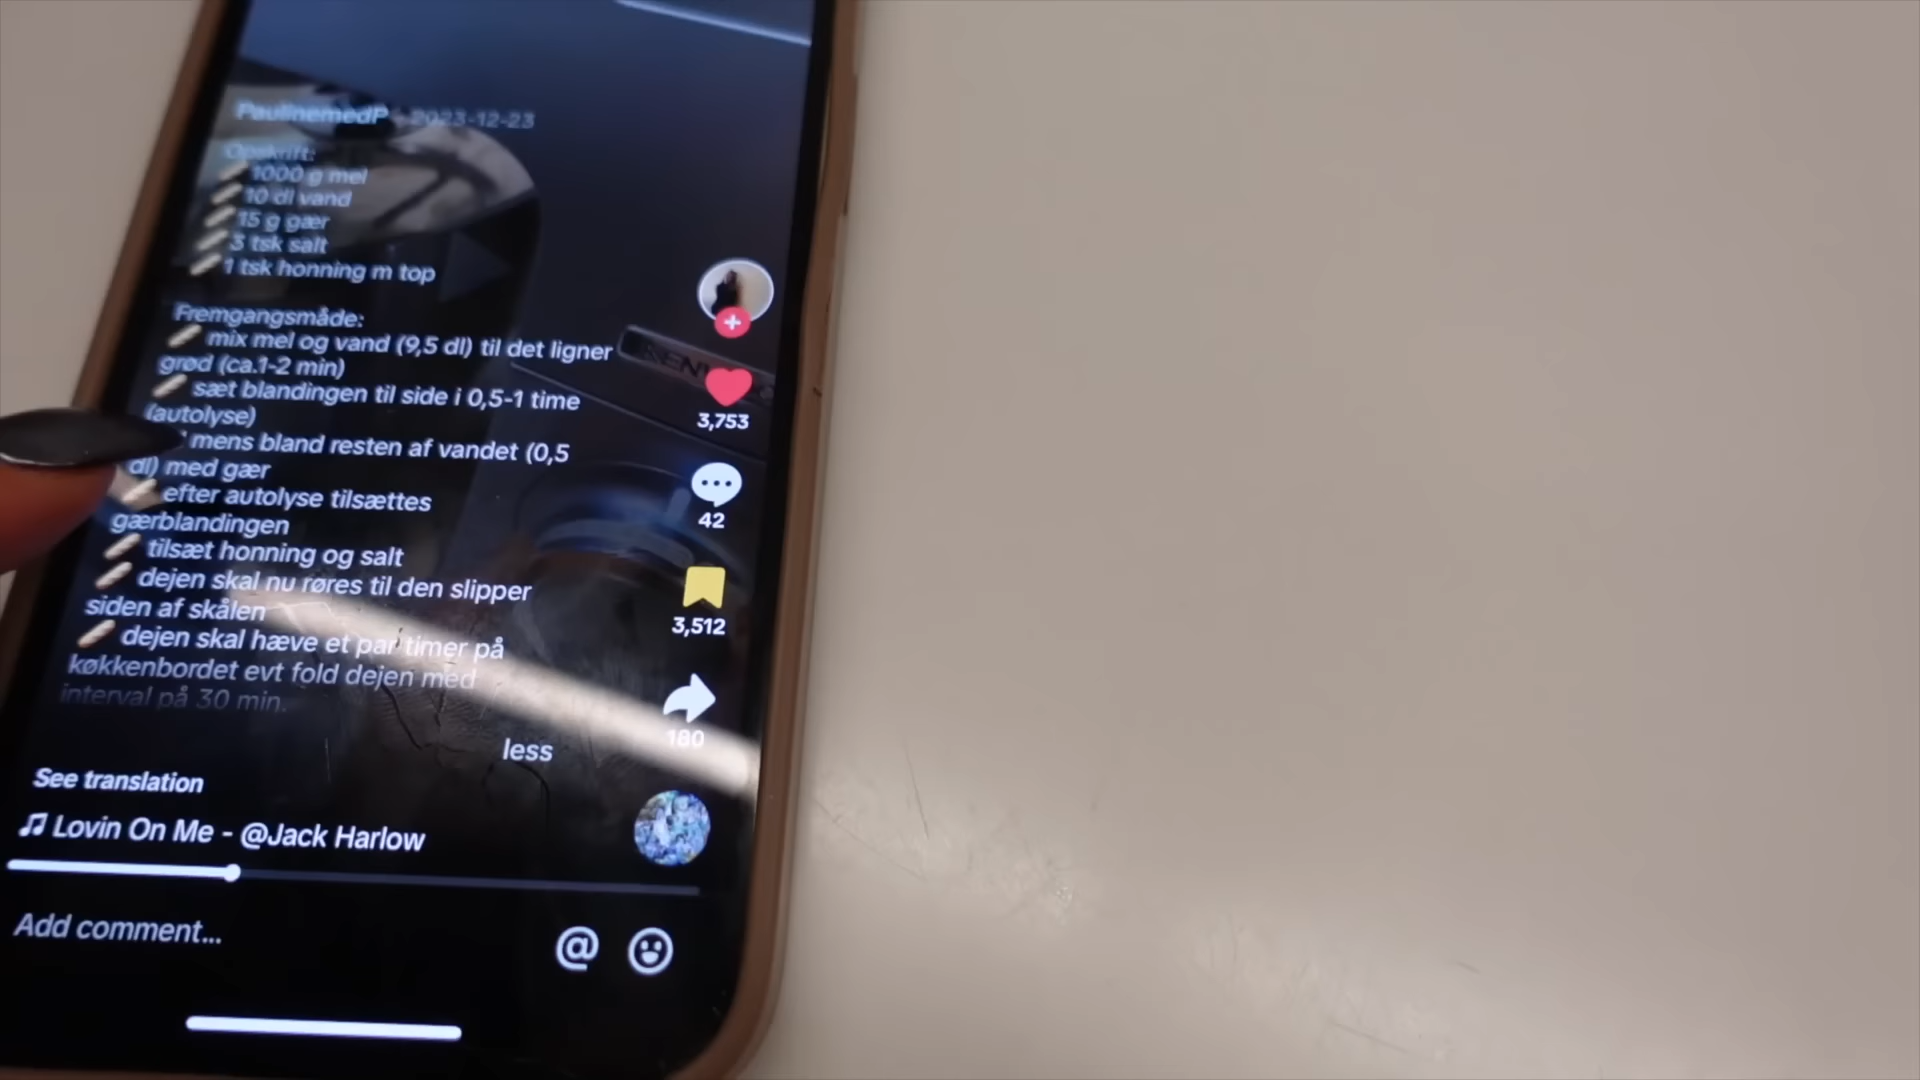 PaulinemedP · 2023-12-23
Opskrift:
1000 g mel
10 dl vand
15 g gær
3 tsk salt
1 tsk honning m top
Fremgangsmåde:
mix mel og vand (9,5 dl) til det ligner
grød (ca.1-2 min)
sæt blandingen til side i 0,5-1 time
(autolyse)
mens bland resten af vandet (0,5
dl) med gær
efter autolyse tilsættes
gærblandingen
tilsæt honning og salt
dejen skal nu røres til den slipper
siden af skålen
dejen skal hæve et par timer på
køkkenbordet evt fold dejen med
interval på 30 min.
less
See translation
Lovin On Me - @Jack Harlow
Add comment...
3,753
42
3,512
180